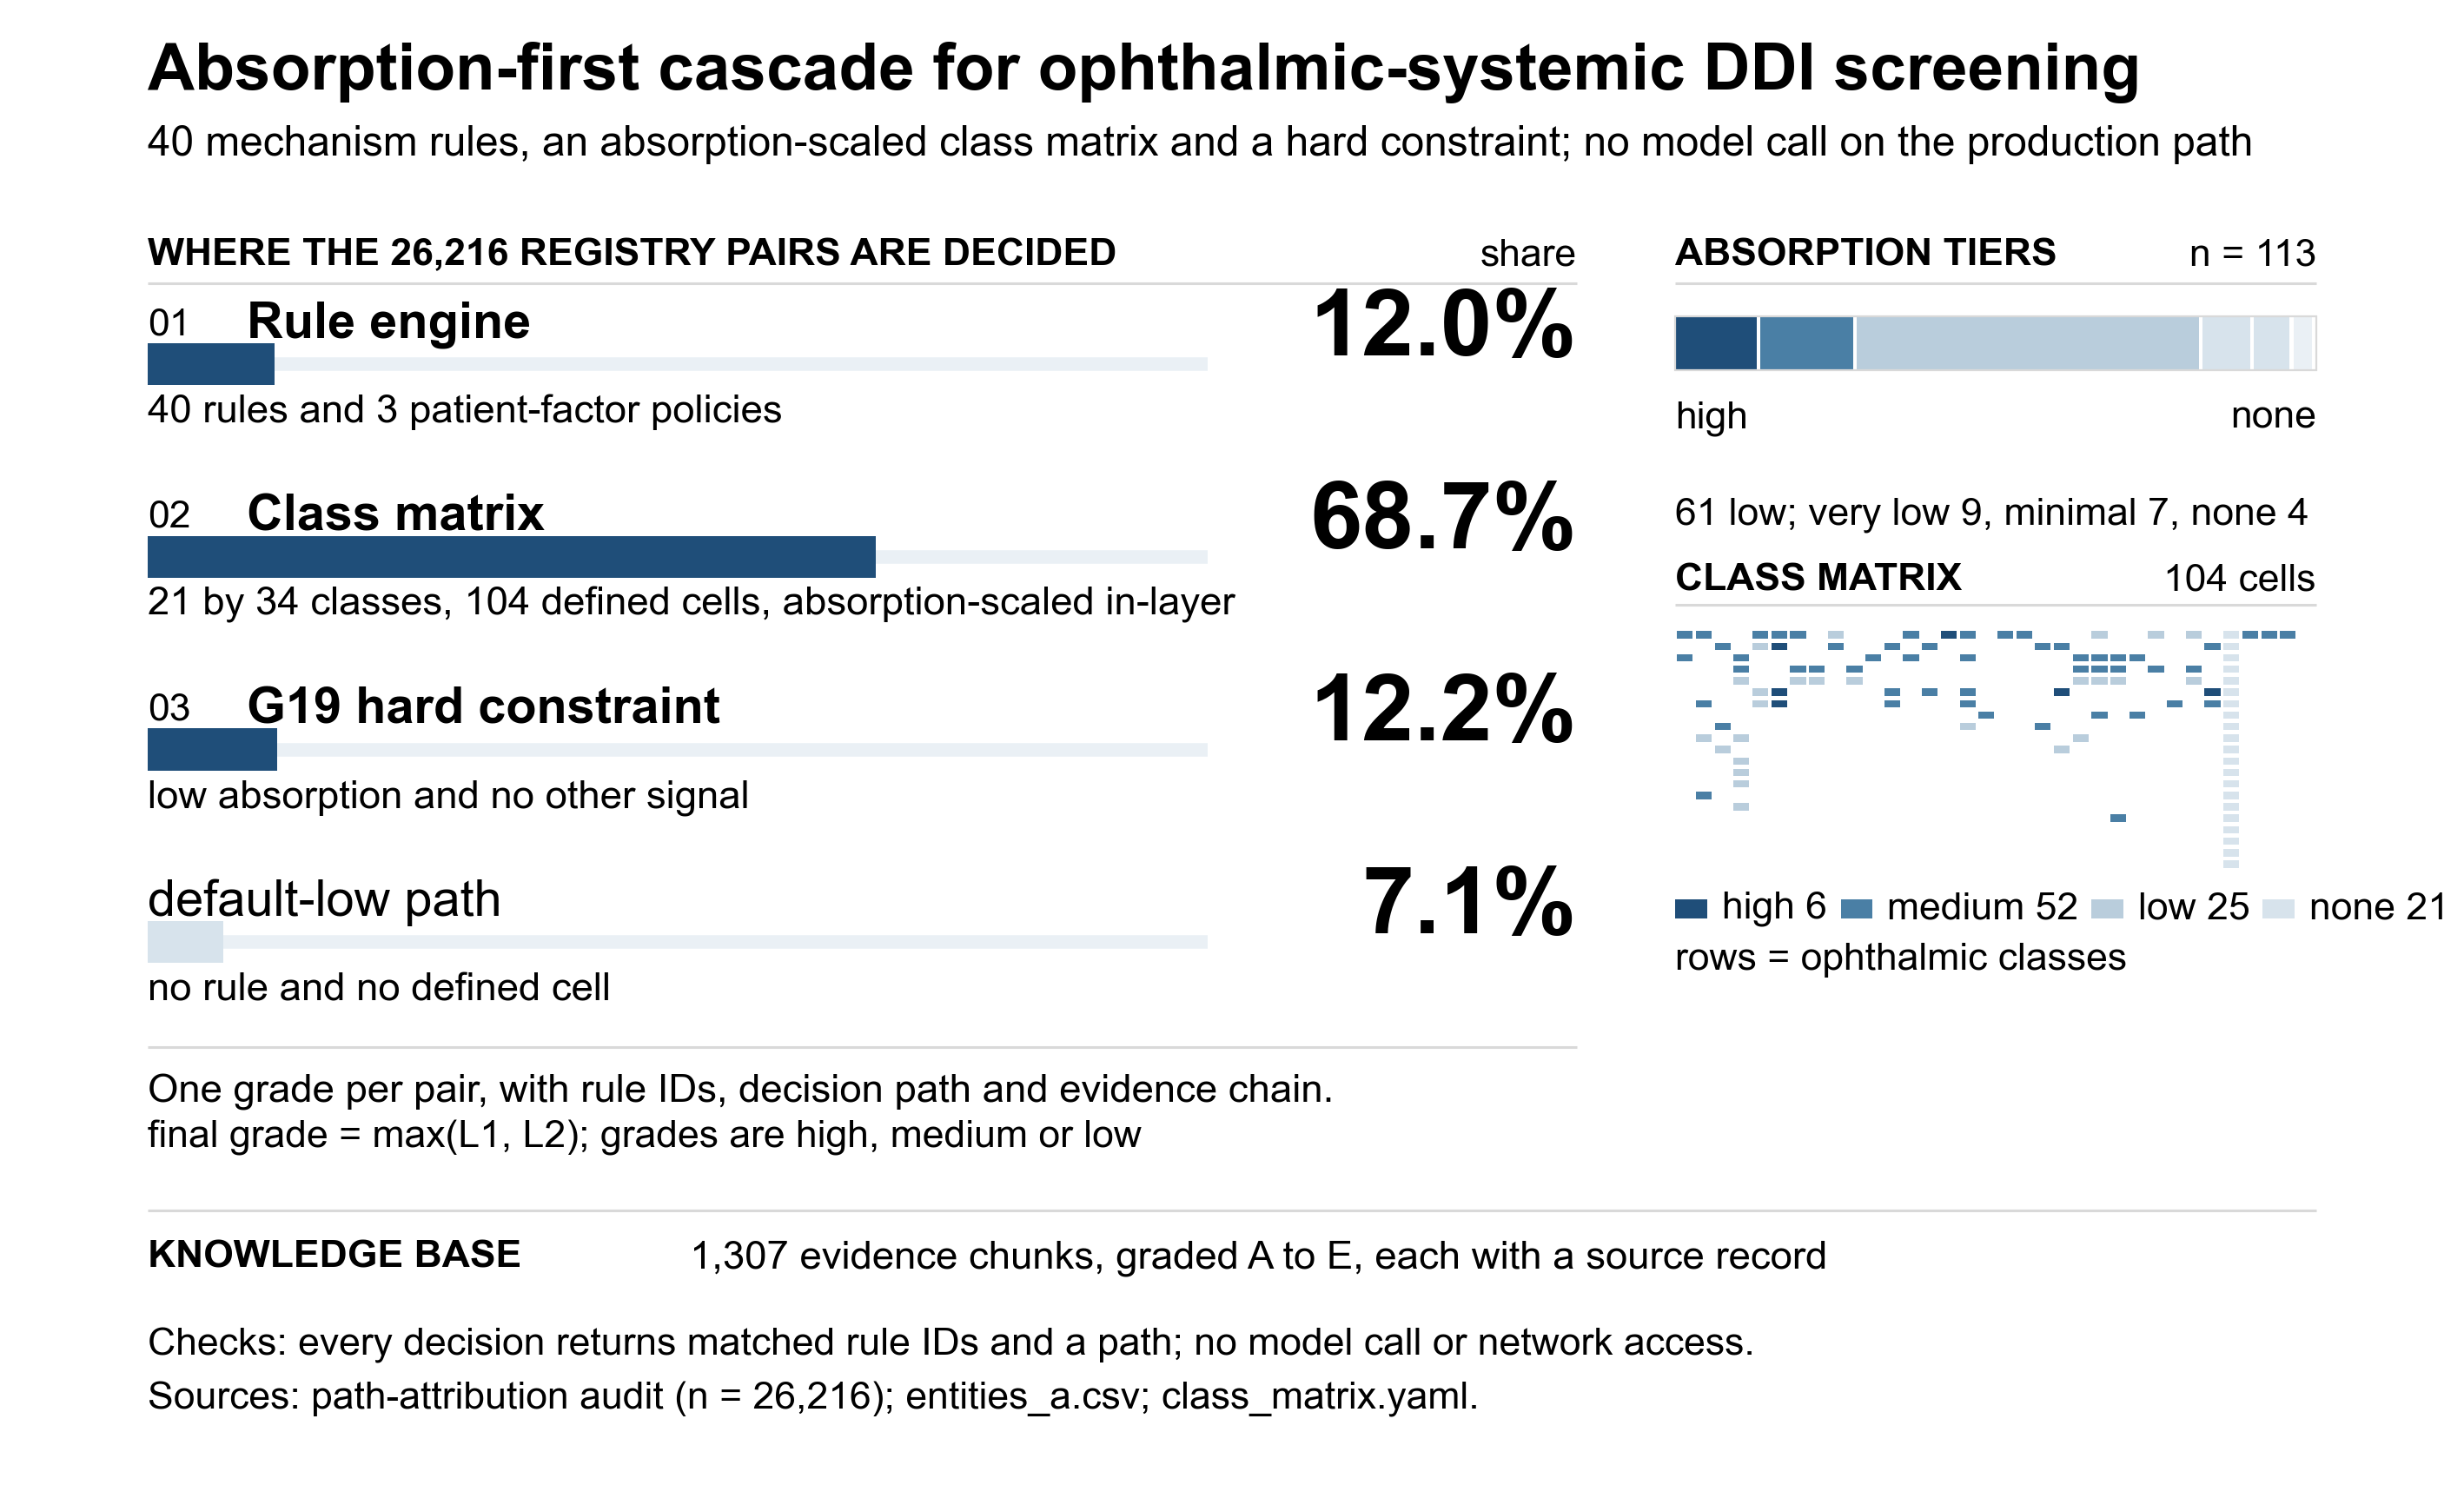 Absorption-first cascade for ophthalmic-systemic DDI screening
40 mechanism rules, an absorption-scaled class matrix and a hard constraint; no model call on the production path
WHERE THE 26,216 REGISTRY PAIRS ARE DECIDED
share
01 Rule engine
12.0%
40 rules and 3 patient-factor policies
02 Class matrix
68.7%
21 by 34 classes, 104 defined cells, absorption-scaled in-layer
03 G19 hard constraint
12.2%
low absorption and no other signal
default-low path
7.1%
no rule and no defined cell
One grade per pair, with rule IDs, decision path and evidence chain.
final grade = max(L1, L2); grades are high, medium or low
ABSORPTION TIERS
n = 113
high
none
61 low; very low 9, minimal 7, none 4
CLASS MATRIX
104 cells
high 6 medium 52 low 25 none 21
rows = ophthalmic classes
KNOWLEDGE BASE
1,307 evidence chunks, graded A to E, each with a source record
Checks: every decision returns matched rule IDs and a path; no model call or network access.
Sources: path-attribution audit (n = 26,216); entities_a.csv; class_matrix.yaml.